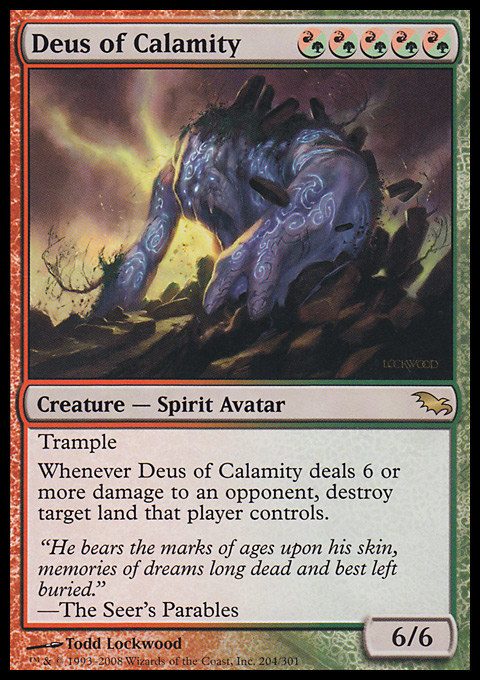 Deus of Calamity
LOCKWOOD
Creature — Spirit Avatar
Trample
Whenever Deus of Calamity deals 6 or
more damage to an opponent, destroy
target land that player controls.
“He bears the marks of ages upon his skin,
memories of dreams long dead and best left
buried.”
—The Seer’s Parables
6/6
Todd Lockwood
™ & © 1993–2008 Wizards of the Coast, Inc. 204/301